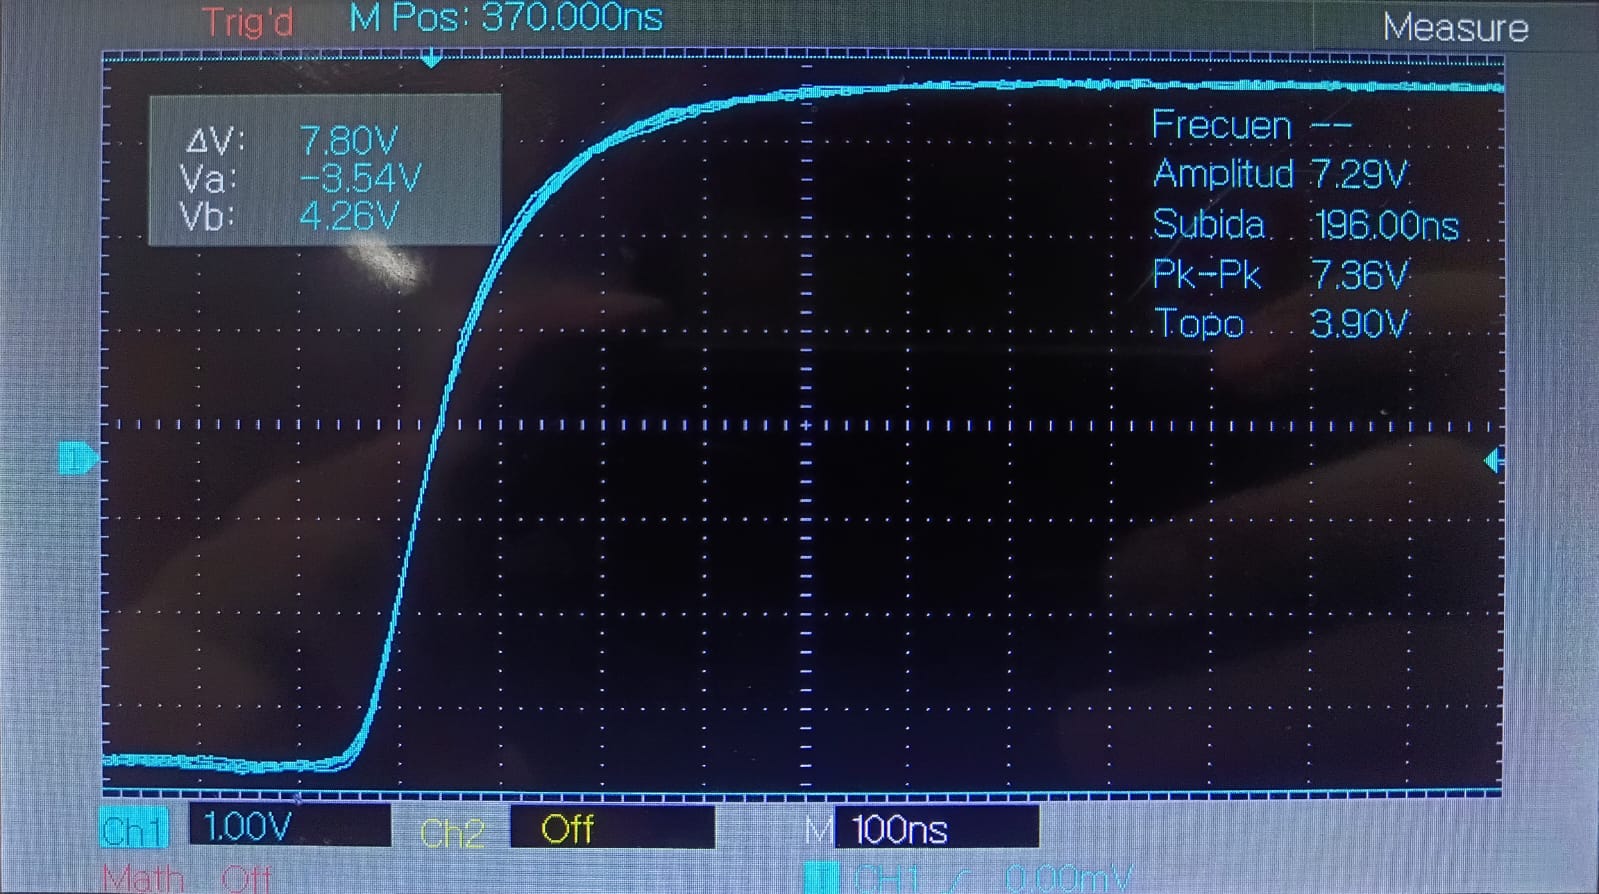 Trig'd M Pos: 370.000ns Measure
ΔV: 7.80V
Va: -3.54V
Vb: 4.26V
Frecuen --
Amplitud 7.29V
Subida 196.00ns
Pk-Pk 7.36V
Topo 3.90V
1
Ch1 1.00V Ch2 Off M 100ns
Math Off T CH1 / 0.00mV